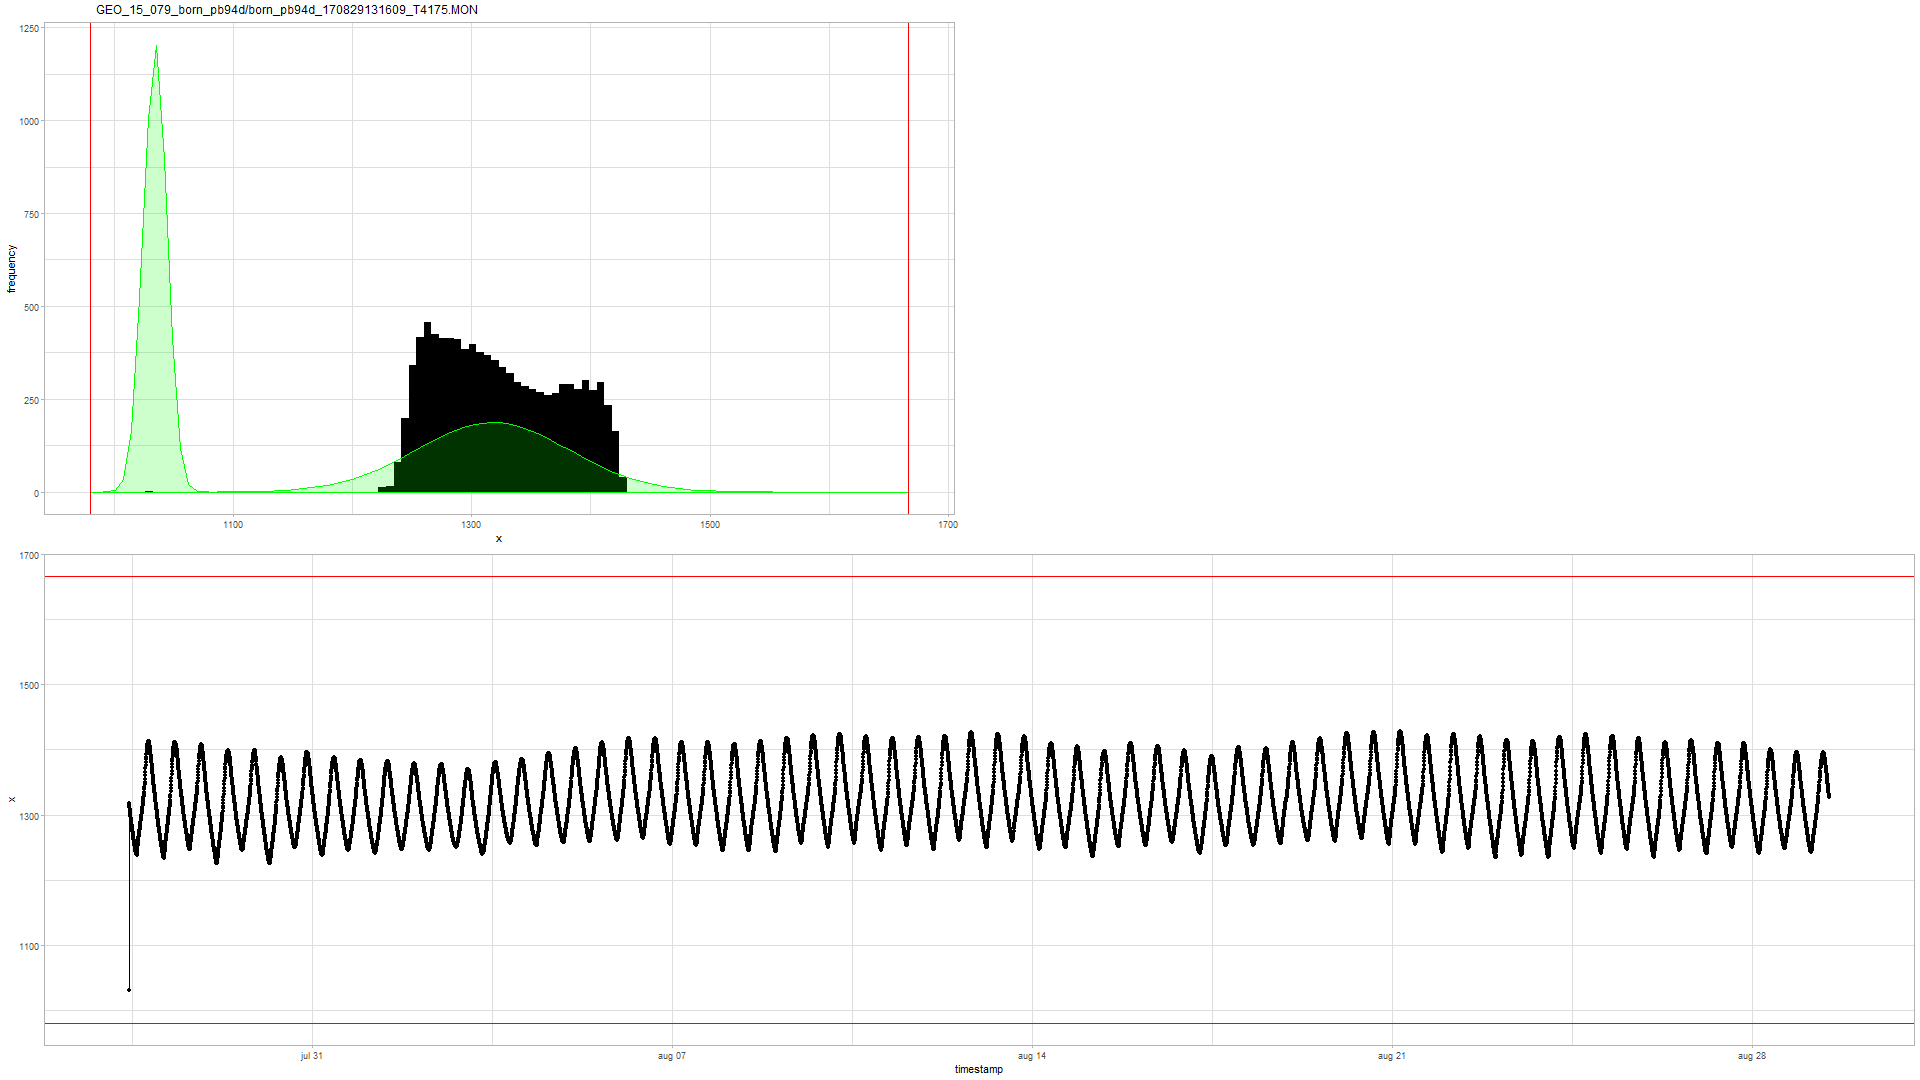 GEO_15_079_born_pb94d/born_pb94d_170829131609_T4175.MON
1250
1000
750
500
250
0
frequency
1100
1300
1500
1700
x
1700
1500
1300
1100
x
jul 31
aug 07
aug 14
aug 21
aug 28
timestamp